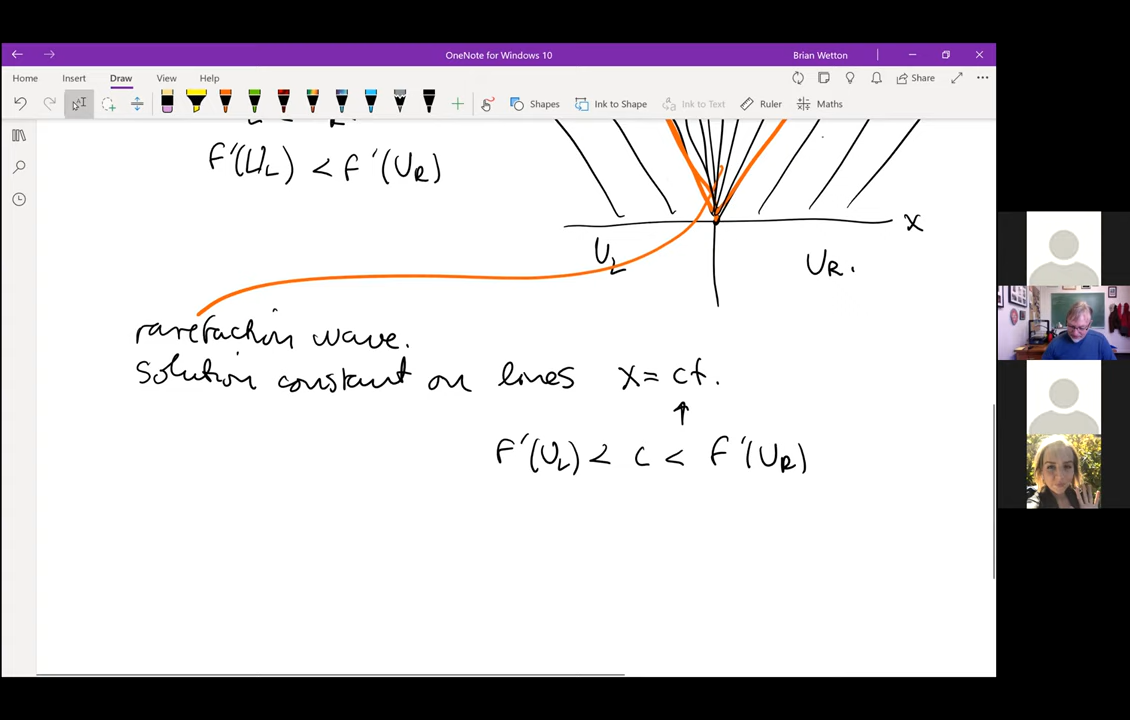 OneNote for Windows 10
Brian Wetton
Home Insert Draw View Help
Share
Shapes Ink to Shape Ink to Text Ruler Maths
F'(UL) < F'(UR)
x
UL
UR.
rarefaction wave.
solution constant on lines x = ct.
↑
F'(UL) < c < F'(UR)